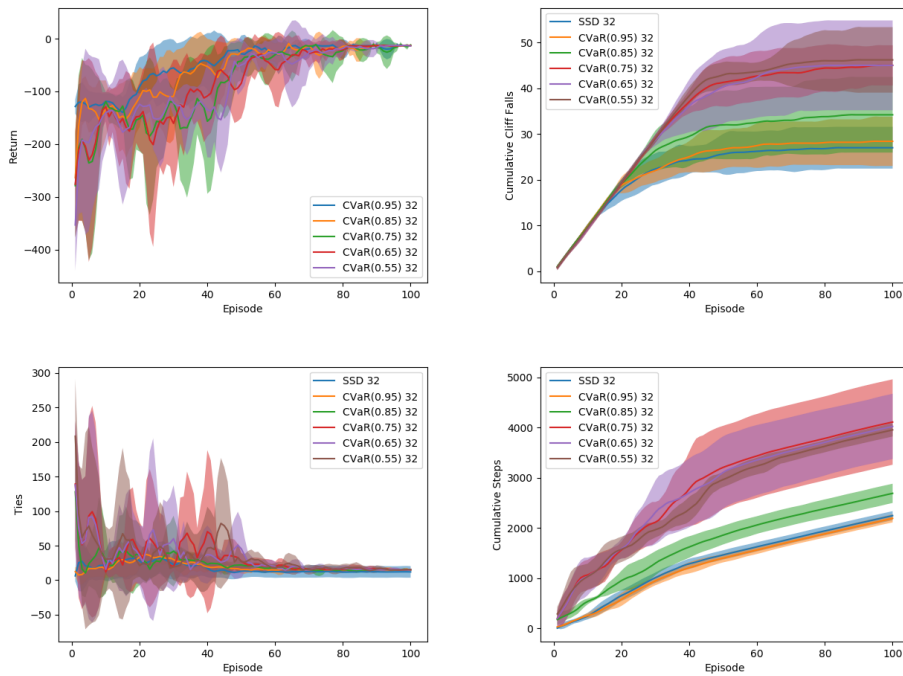 0
−100
−200
−300
−400
Return
CVaR(0.95) 32
CVaR(0.85) 32
CVaR(0.75) 32
CVaR(0.65) 32
CVaR(0.55) 32
0 20 40 60 80 100
Episode
50
40
30
20
10
0
Cumulative Cliff Falls
SSD 32
CVaR(0.95) 32
CVaR(0.85) 32
CVaR(0.75) 32
CVaR(0.65) 32
CVaR(0.55) 32
0 20 40 60 80 100
Episode
300
250
200
150
100
50
0
−50
Ties
SSD 32
CVaR(0.95) 32
CVaR(0.85) 32
CVaR(0.75) 32
CVaR(0.65) 32
CVaR(0.55) 32
0 20 40 60 80 100
Episode
5000
4000
3000
2000
1000
0
Cumulative Steps
SSD 32
CVaR(0.95) 32
CVaR(0.85) 32
CVaR(0.75) 32
CVaR(0.65) 32
CVaR(0.55) 32
0 20 40 60 80 100
Episode